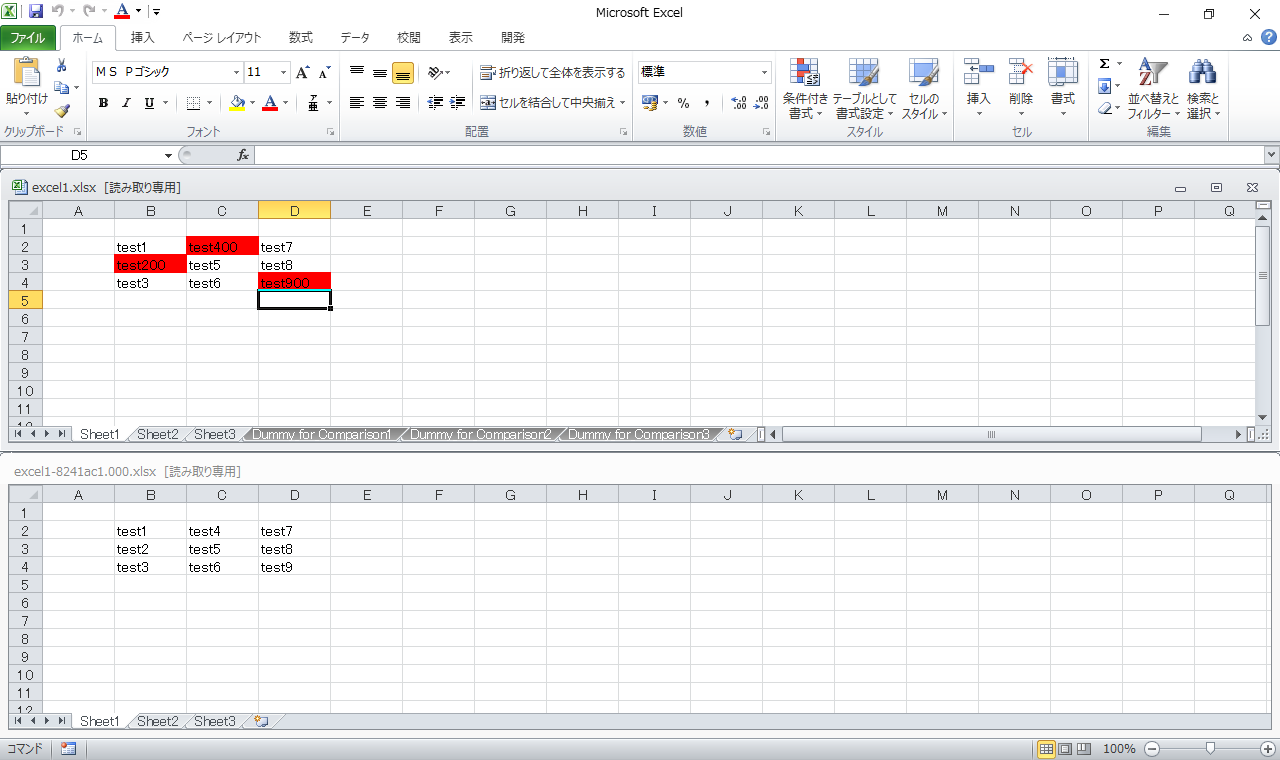 Microsoft Excel
ファイル ホーム 挿入 ページ レイアウト 数式 データ 校閲 表示 開発
貼り付け
クリップボード
ＭＳ Ｐゴシック 11
B I U A 亜
フォント
折り返して全体を表示する
セルを結合して中央揃え
配置
標準
% ,
数値
条件付き書式
テーブルとして書式設定
セルのスタイル
スタイル
挿入 削除 書式
セル
Σ
並べ替えとフィルター
検索と選択
編集
D5 fx
excel1.xlsx [読み取り専用]
A B C D E F G H I J K L M N O P Q
1
2 test1 test400 test7
3 test200 test5 test8
4 test3 test6 test900
5
6
7
8
9
10
11
12
Sheet1 Sheet2 Sheet3 Dummy for Comparison1 Dummy for Comparison2 Dummy for Comparison3
excel1-8241ac1.000.xlsx [読み取り専用]
A B C D E F G H I J K L M N O P Q
1
2 test1 test4 test7
3 test2 test5 test8
4 test3 test6 test9
5
6
7
8
9
10
11
12
Sheet1 Sheet2 Sheet3
コマンド 100%